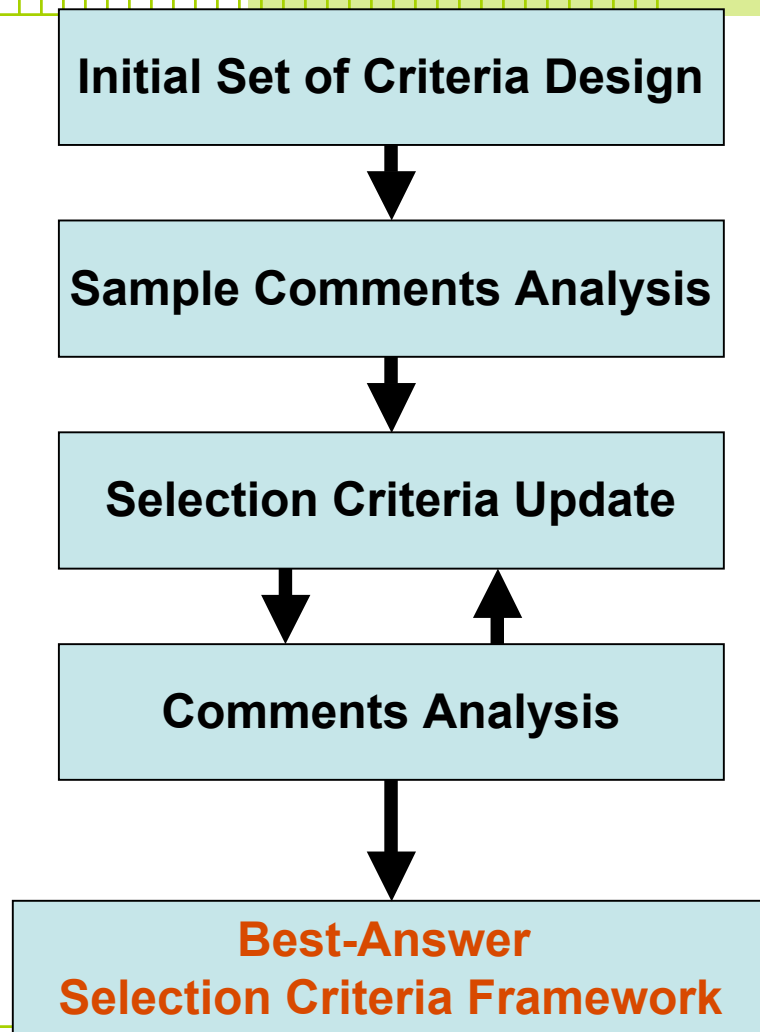 Initial Set of Criteria Design
Sample Comments Analysis
Selection Criteria Update
Comments Analysis
Best-Answer
Selection Criteria Framework